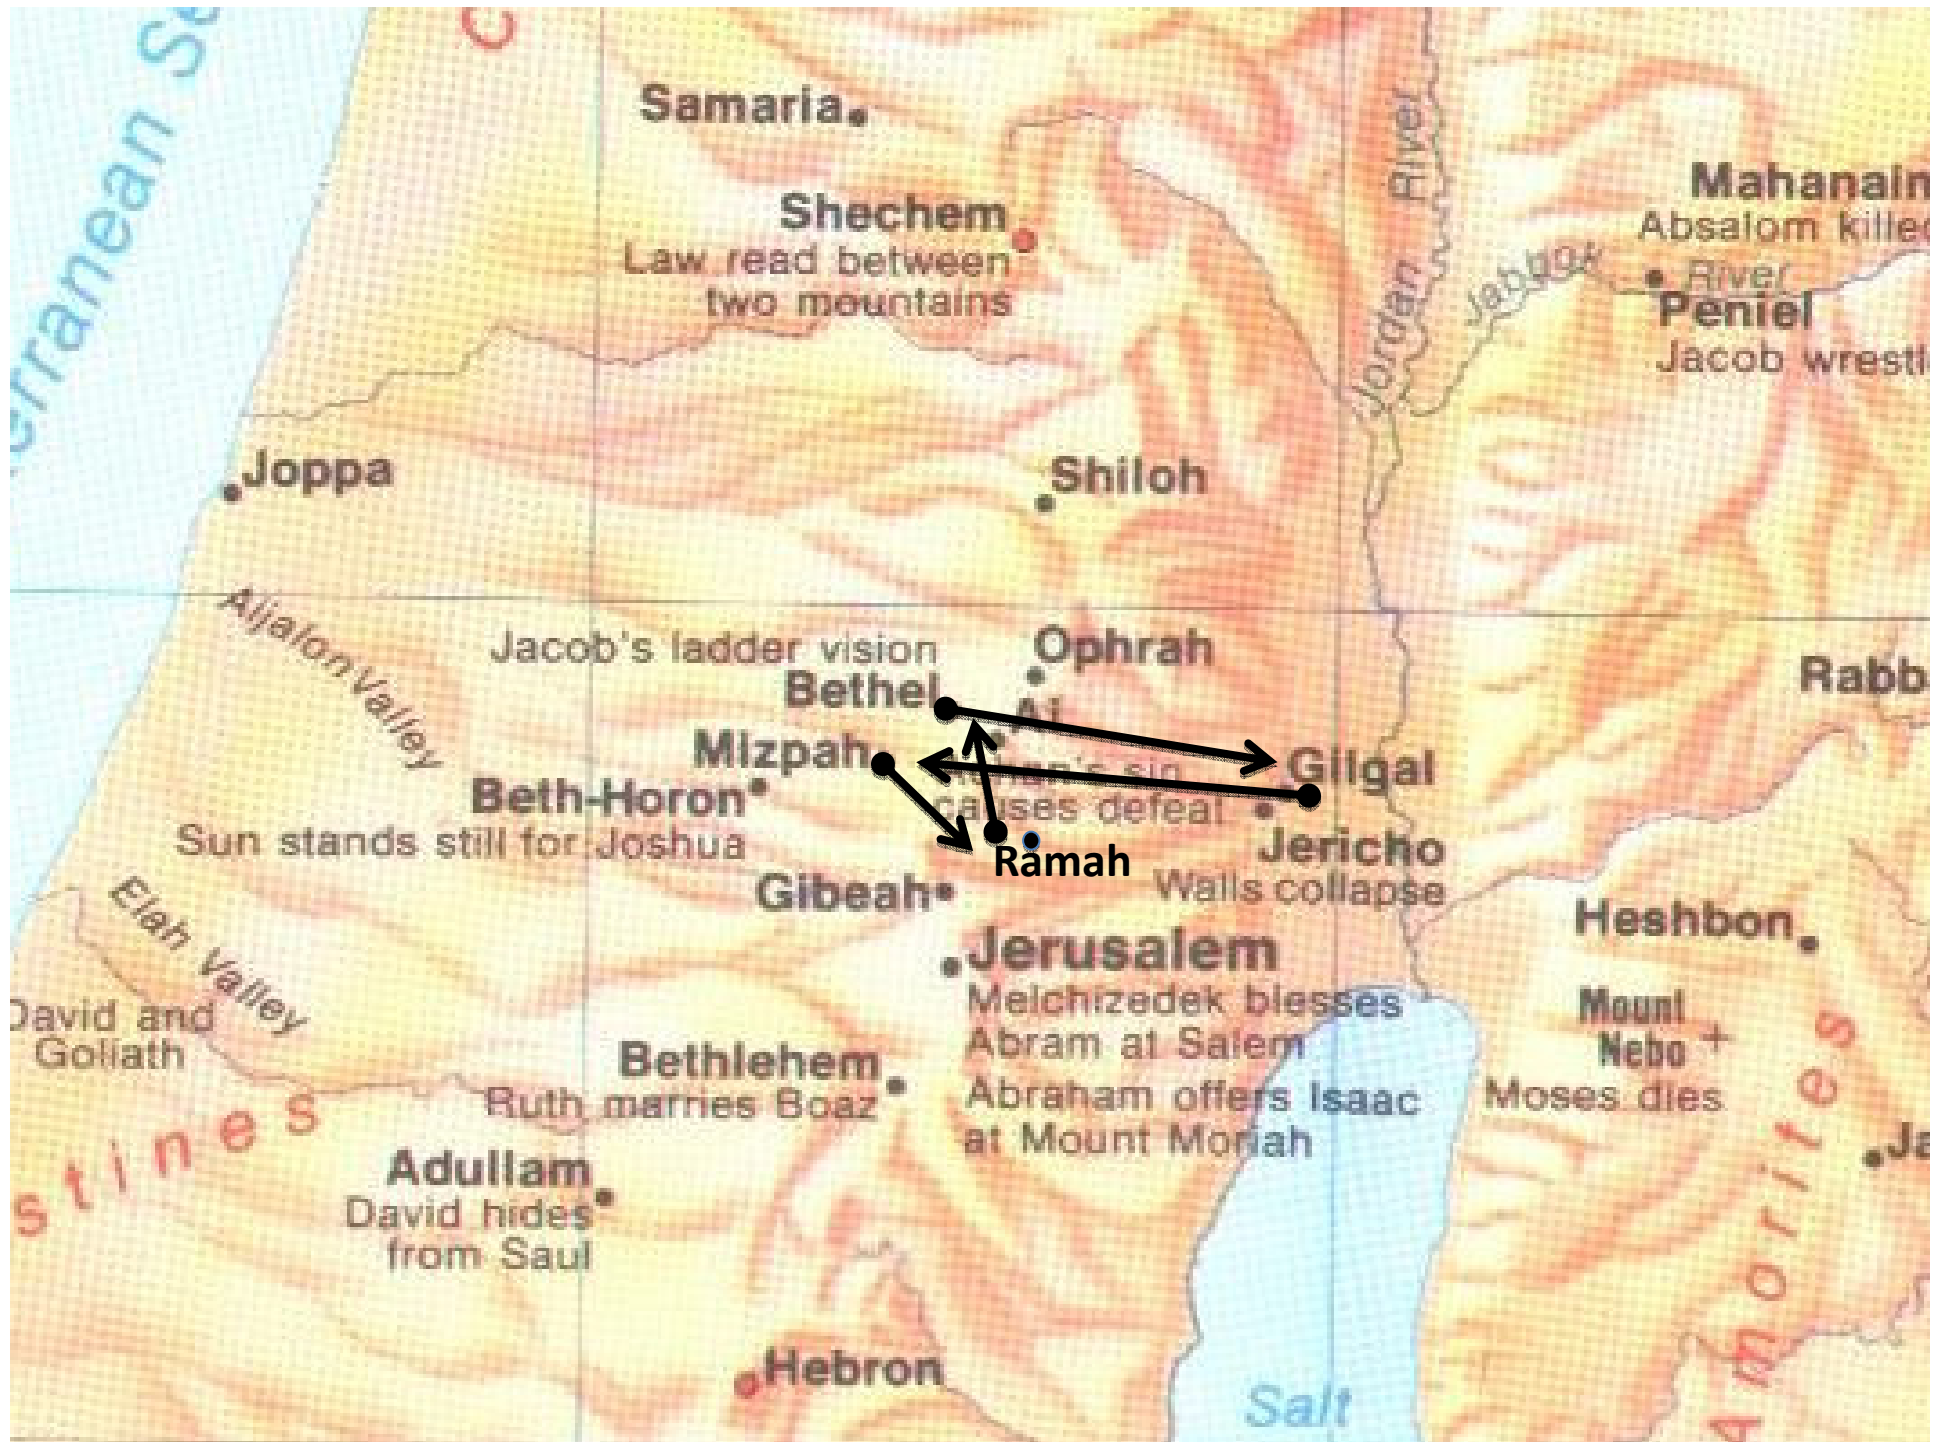 Samaria
Shechem
Law read between
two mountains
Jordan River
Jabbok
River
Mahanain
Absalom killed
Peniel
Jacob wrestl
Joppa
Shiloh
Aijalon Valley
Jacob's ladder vision
Bethel
Ophrah
Ai
Rabb
Mizpah
Gilgal
sin
causes defeat
Beth-Horon
Sun stands still for Joshua
Ramah
Jericho
Walls collapse
Gibeah
Heshbon
Elah Valley
David and
Goliath
Jerusalem
Melchizedek blesses
Abram at Salem
Abraham offers Isaac
at Mount Moriah
Mount
Nebo
Moses dies
Bethlehem
Ruth marries Boaz
stines
Adullam
David hides
from Saul
Amorites
Ja
Hebron
Salt
erranean Se